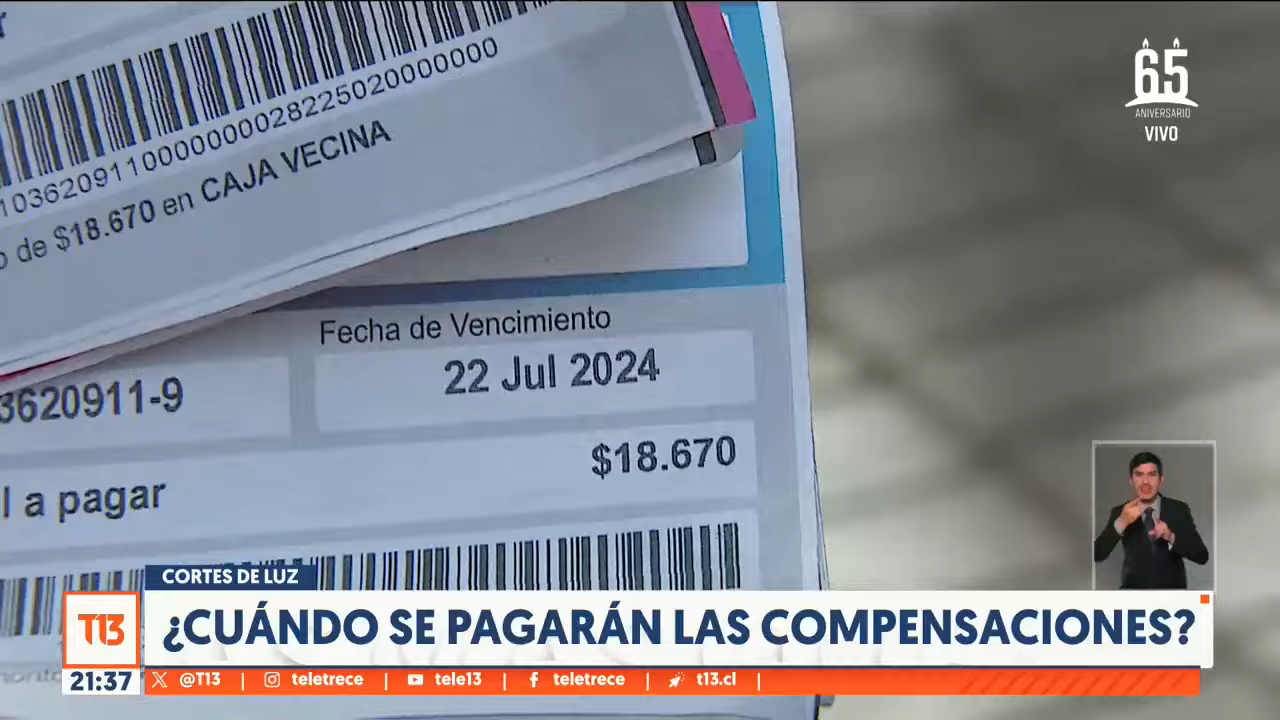 65
ANIVERSARIO
VIVO
10362091100000002822502000000
de $18.670 en CAJA VECINA
Fecha de Vencimiento
22 Jul 2024
3620911-9
$18.670
l a pagar
CORTES DE LUZ
T13
¿CUÁNDO SE PAGARÁN LAS COMPENSACIONES?
21:37
@T13 | teletrece | tele13 | teletrece | t13.cl |